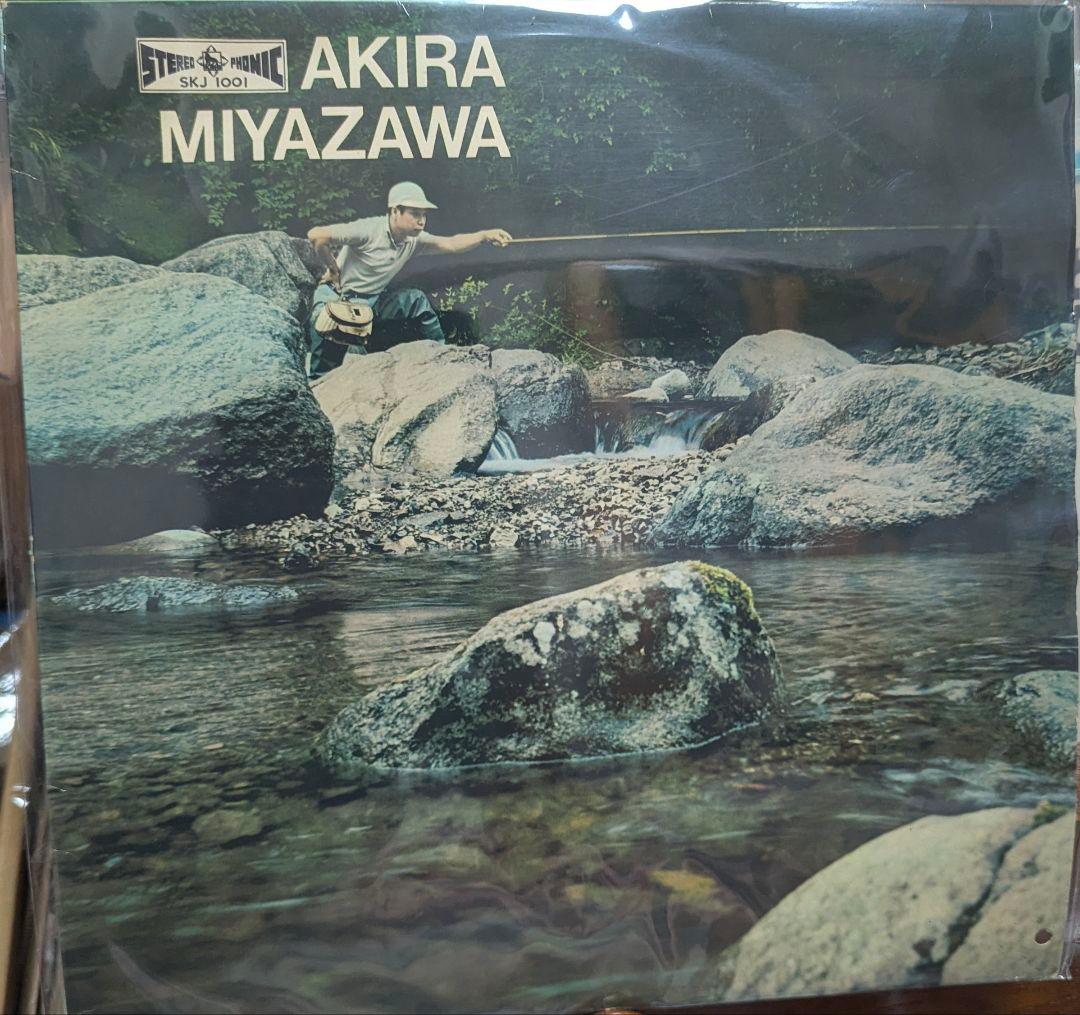 STEREO S PHONIC
SKJ 1001
AKIRA
MIYAZAWA